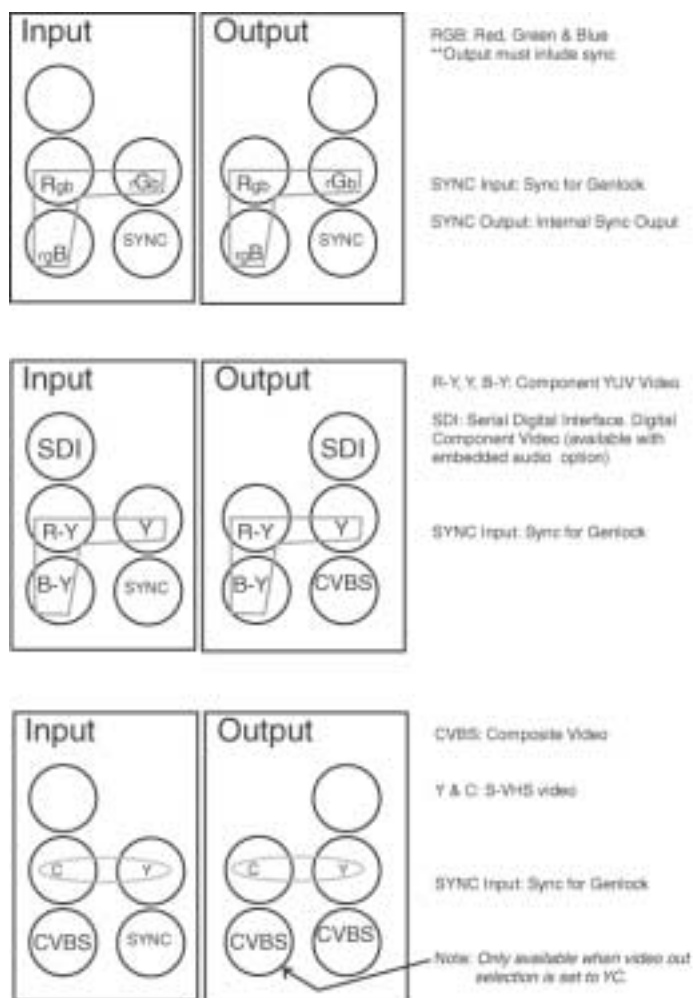 Input
Output
RGB: Red, Green & Blue
**Output must inlude sync
Rgb
rGb
Rgb
rGb
SYNC Input: Sync for Genlock
rgB
SYNC
rgB
SYNC
SYNC Output: Internal Sync Ouput
Input
Output
R-Y, Y, B-Y: Component YUV Video
SDI
SDI
SDI: Serial Digital Interface. Digital
Component Video (available with
embedded audio option)
R-Y
Y
R-Y
Y
SYNC Input: Sync for Genlock
B-Y
SYNC
B-Y
CVBS
Input
Output
CVBS: Composite Video
Y & C: S-VHS video
C
Y
C
Y
SYNC Input: Sync for Genlock
CVBS
SYNC
CVBS
CVBS
Note: Only available when video out
selection is set to YC.